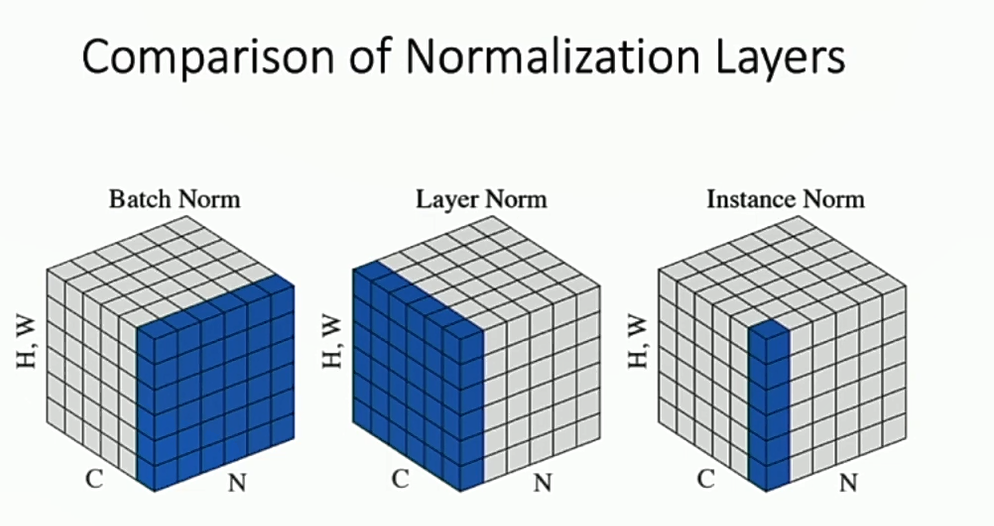 Comparison of Normalization Layers
Batch Norm
Layer Norm
Instance Norm
H, W
H, W
H, W
C
N
C
N
C
N